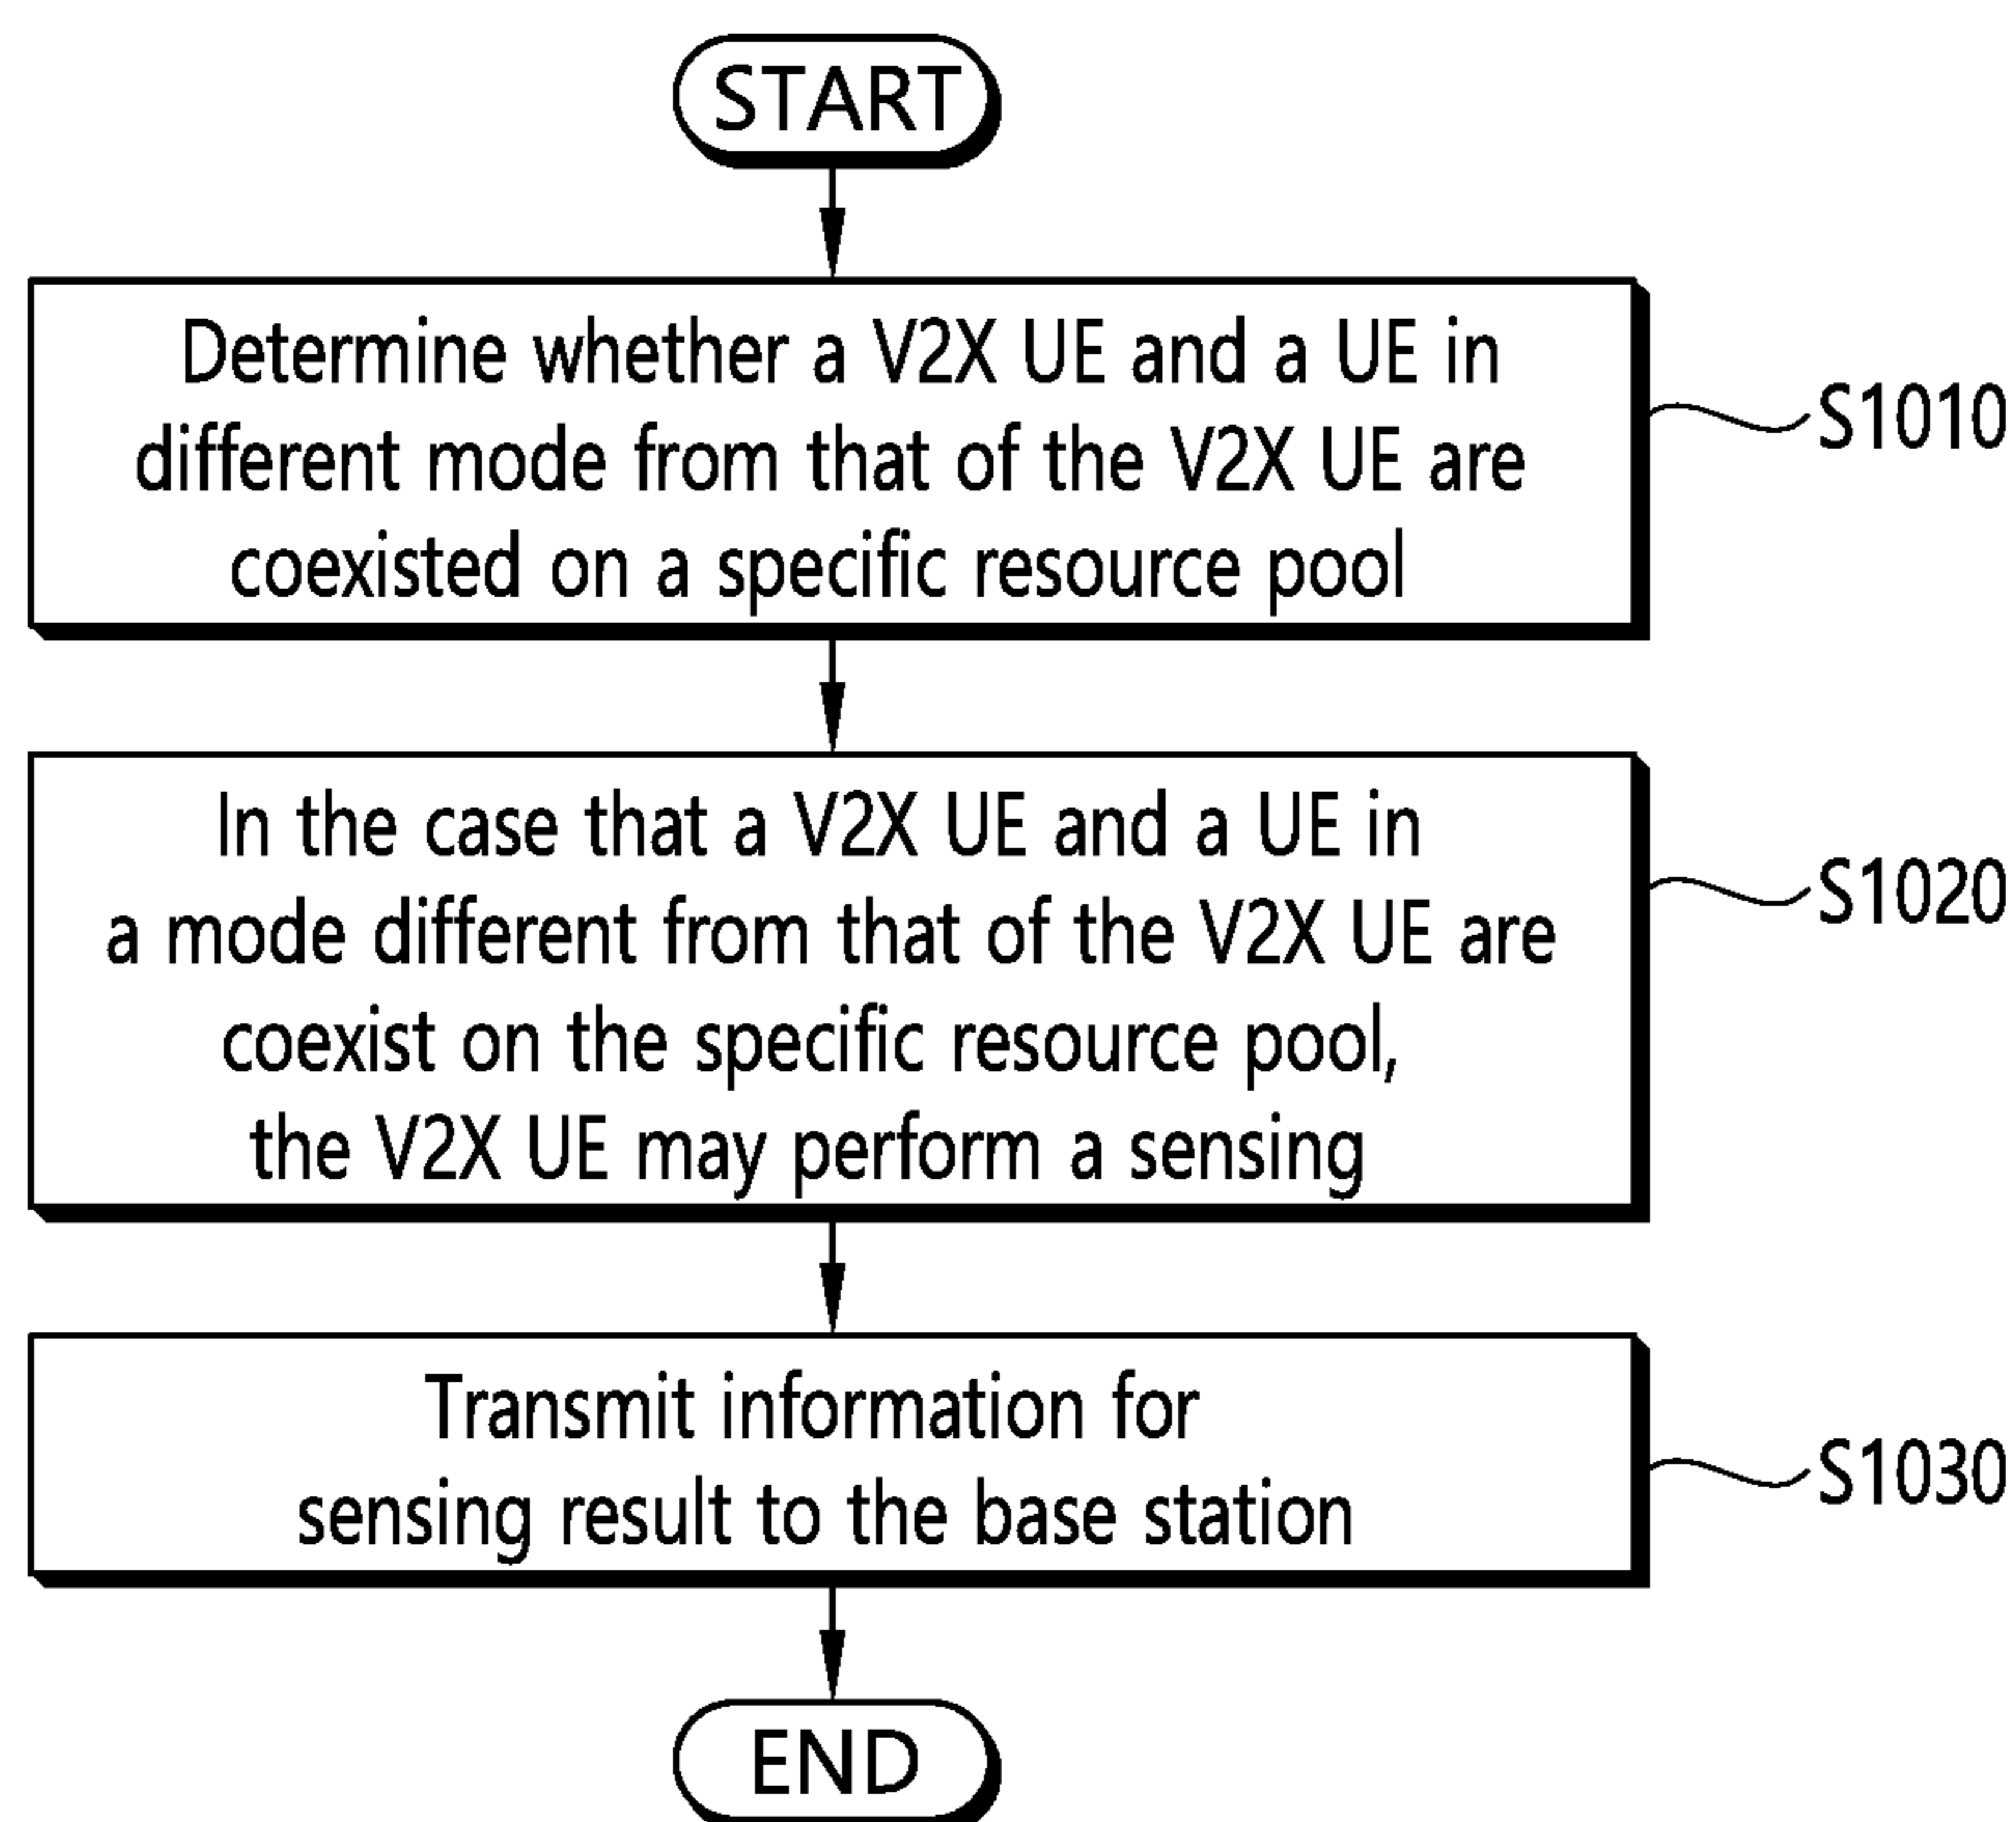 START
Determine whether a V2X UE and a UE in
different mode from that of the V2X UE are
coexisted on a specific resource pool
S1010
In the case that a V2X UE and a UE in
a mode different from that of the V2X UE are
coexist on the specific resource pool,
the V2X UE may perform a sensing
S1020
Transmit information for
sensing result to the base station
S1030
END